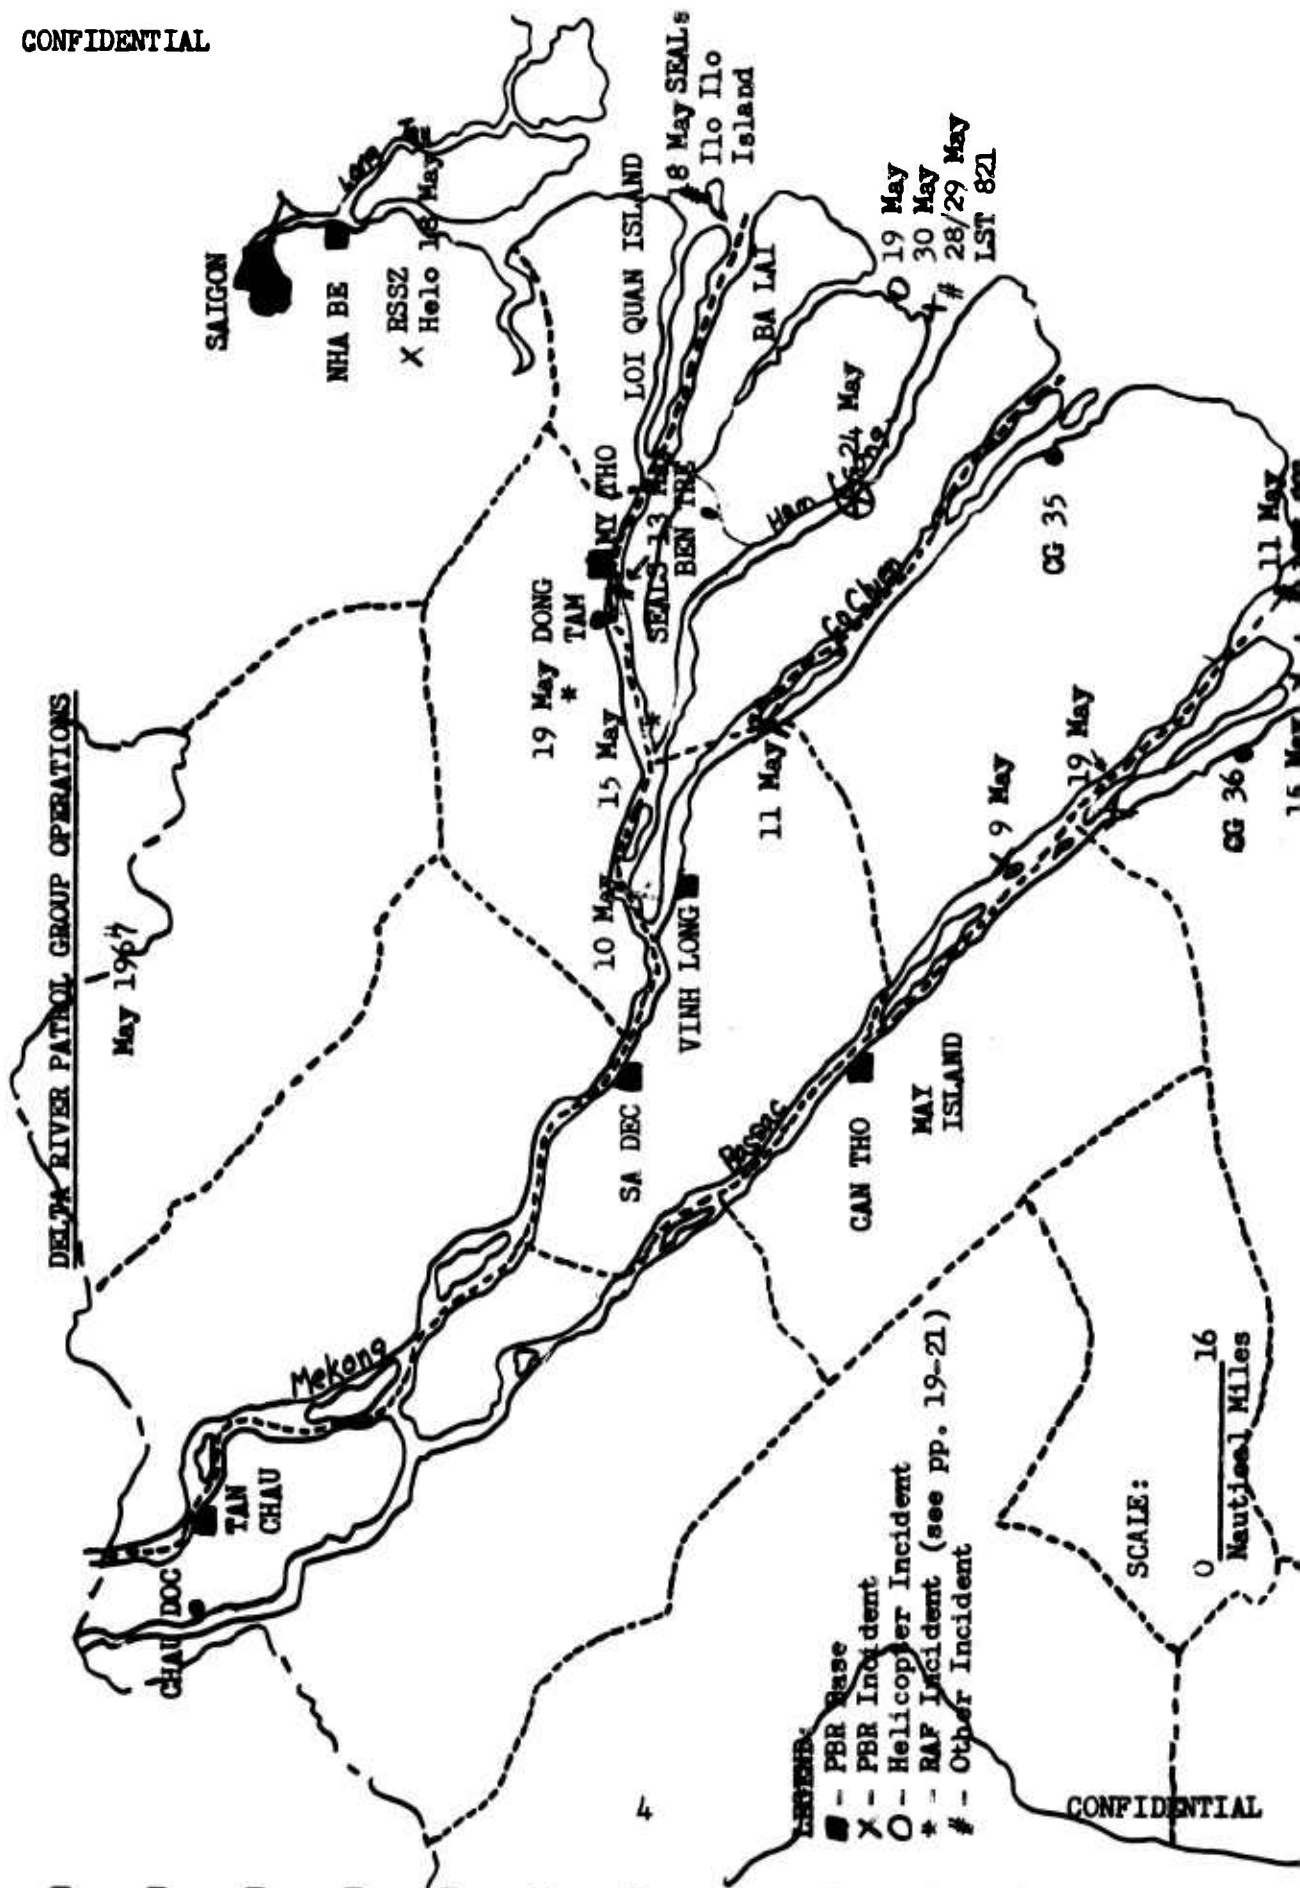 CONFIDENTIAL
DELTA RIVER PATROL GROUP OPERATIONS
May 1967
SAIGON
NHA BE
Long
RSSZ
X Helo 18 May
18 May SEALs
Ilo Ilo
Island
LOI QUAN ISLAND
BA LAI
19 May
30 May
28/29 May
LST 821
MY THO
SEALS 13 May
BEN TRE
19 May DONG
TAM
*
15 May
10 May
Ham
24 May
Co Chien
CG 35
11 May
11 May
VINH LONG
SA DEC
Mekong
TAN
CHAU
CHAU DOC
Bassac
CAN THO
MAY
ISLAND
9 May
19 May
CG 36
15 May
LEGEND:
■ - PBR Base
X - PBR Incident
O - Helicopter Incident
* - RAF Incident (see pp. 19-21)
# - Other Incident
SCALE:
0 16
Nautical Miles
4
CONFIDENTIAL